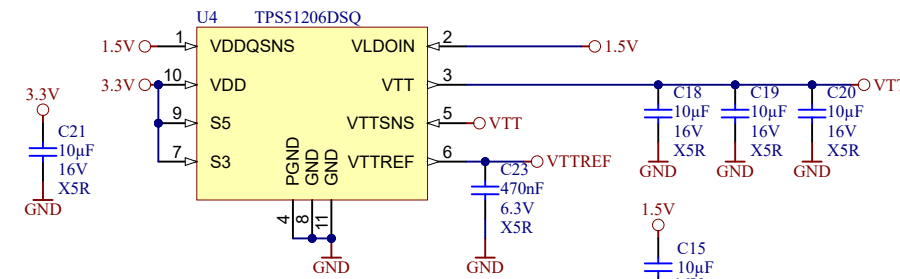 U4 TPS51206DSQ
1.5V 1 VDDQSNS VLDOIN 2 1.5V
3.3V 10 VDD VTT 3 VTT
9 S5 VTTSNS 5 VTT
7 S3 VTTREF 6 VTTREF
PGND
GND
GND
4
8
11
GND
3.3V
C21
10µF
16V
X5R
GND
C23
470nF
6.3V
X5R
GND
C18
10µF
16V
X5R
GND
C19
10µF
16V
X5R
GND
C20
10µF
16V
X5R
GND
1.5V
C15
10µF